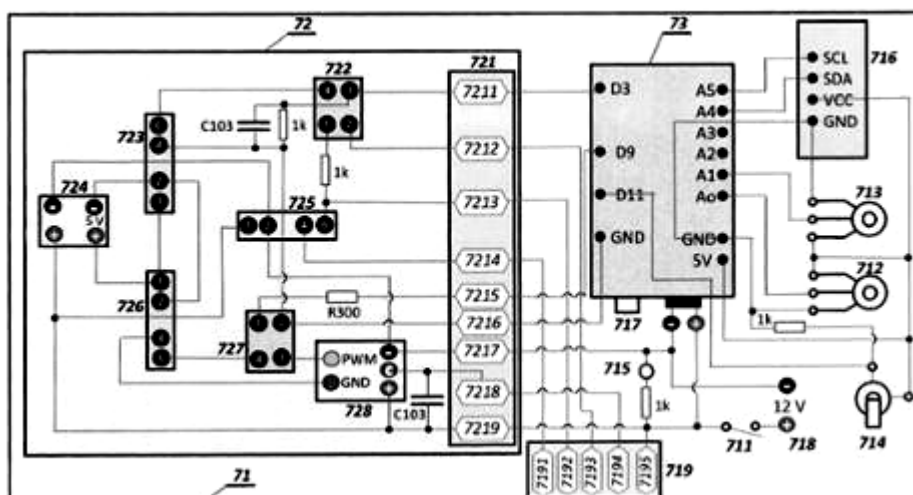 72
73
721
722
7211
D3
A5
SCL
716
A4
SDA
723
C103
1k
A3
VCC
7212
D9
A2
GND
724
1k
A1
713
5V
7213
D11
Ao
725
7214
GND
GND
5V
712
726
R300
7215
727
7216
717
1k
PWM
7217
715
GND
7218
12 V
728
C103
1k
7219
711
718
714
7191
7192
7193
7194
7195
719
71